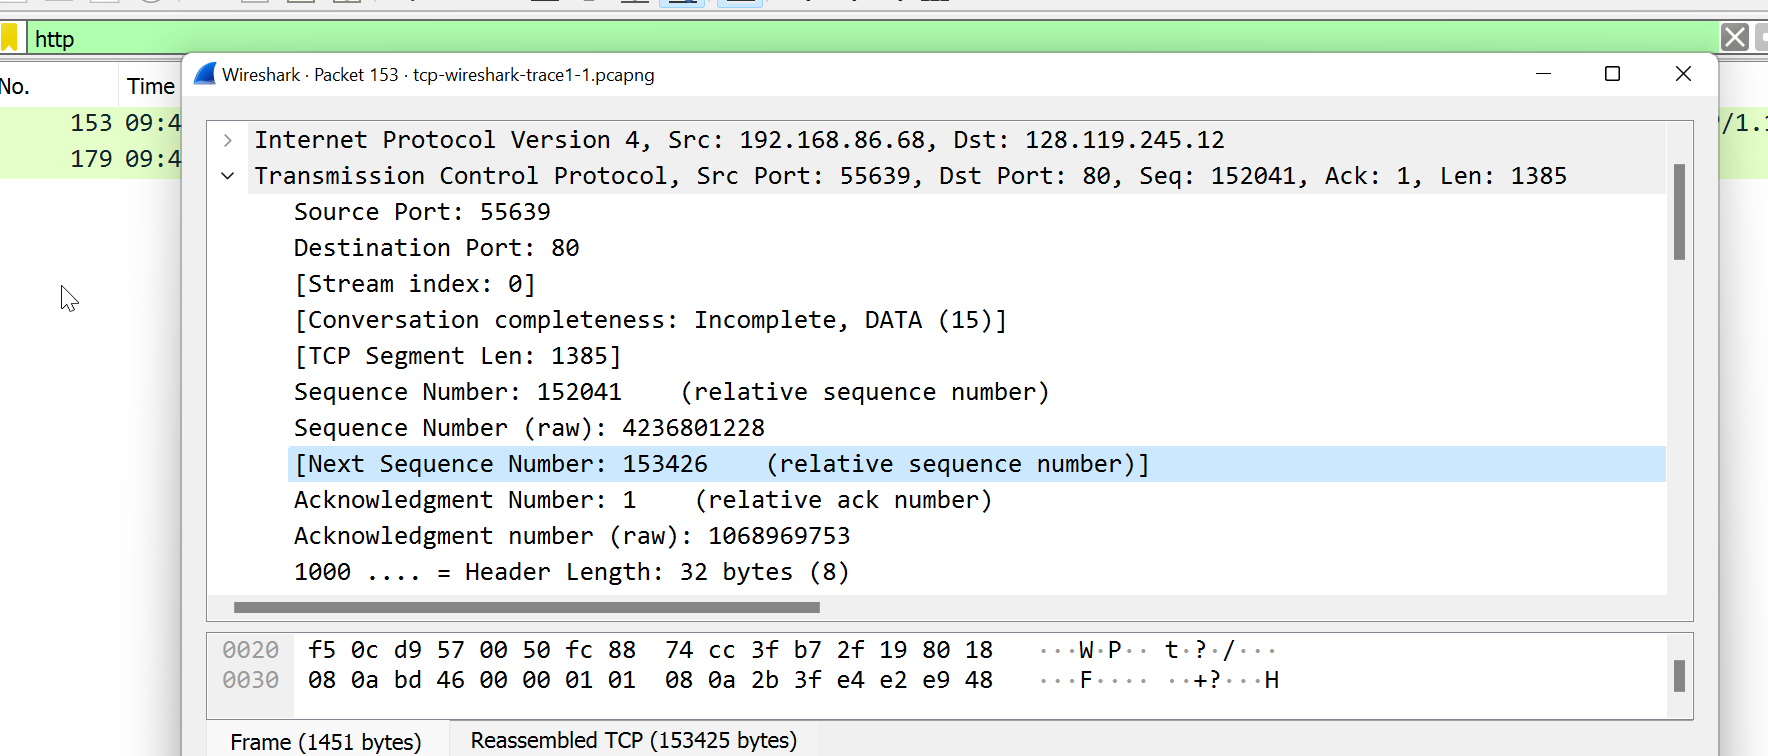 http
No.
Time
153 09:4
179 09:4
/1.1
Wireshark · Packet 153 · tcp-wireshark-trace1-1.pcapng
Internet Protocol Version 4, Src: 192.168.86.68, Dst: 128.119.245.12
Transmission Control Protocol, Src Port: 55639, Dst Port: 80, Seq: 152041, Ack: 1, Len: 1385
Source Port: 55639
Destination Port: 80
[Stream index: 0]
[Conversation completeness: Incomplete, DATA (15)]
[TCP Segment Len: 1385]
Sequence Number: 152041    (relative sequence number)
Sequence Number (raw): 4236801228
[Next Sequence Number: 153426    (relative sequence number)]
Acknowledgment Number: 1    (relative ack number)
Acknowledgment number (raw): 1068969753
1000 .... = Header Length: 32 bytes (8)
0020  f5 0c d9 57 00 50 fc 88  74 cc 3f b7 2f 19 80 18   ···W·P·· t·?·/···
0030  08 0a bd 46 00 00 01 01  08 0a 2b 3f e4 e2 e9 48   ···F···· ··+?···H
Frame (1451 bytes)
Reassembled TCP (153425 bytes)